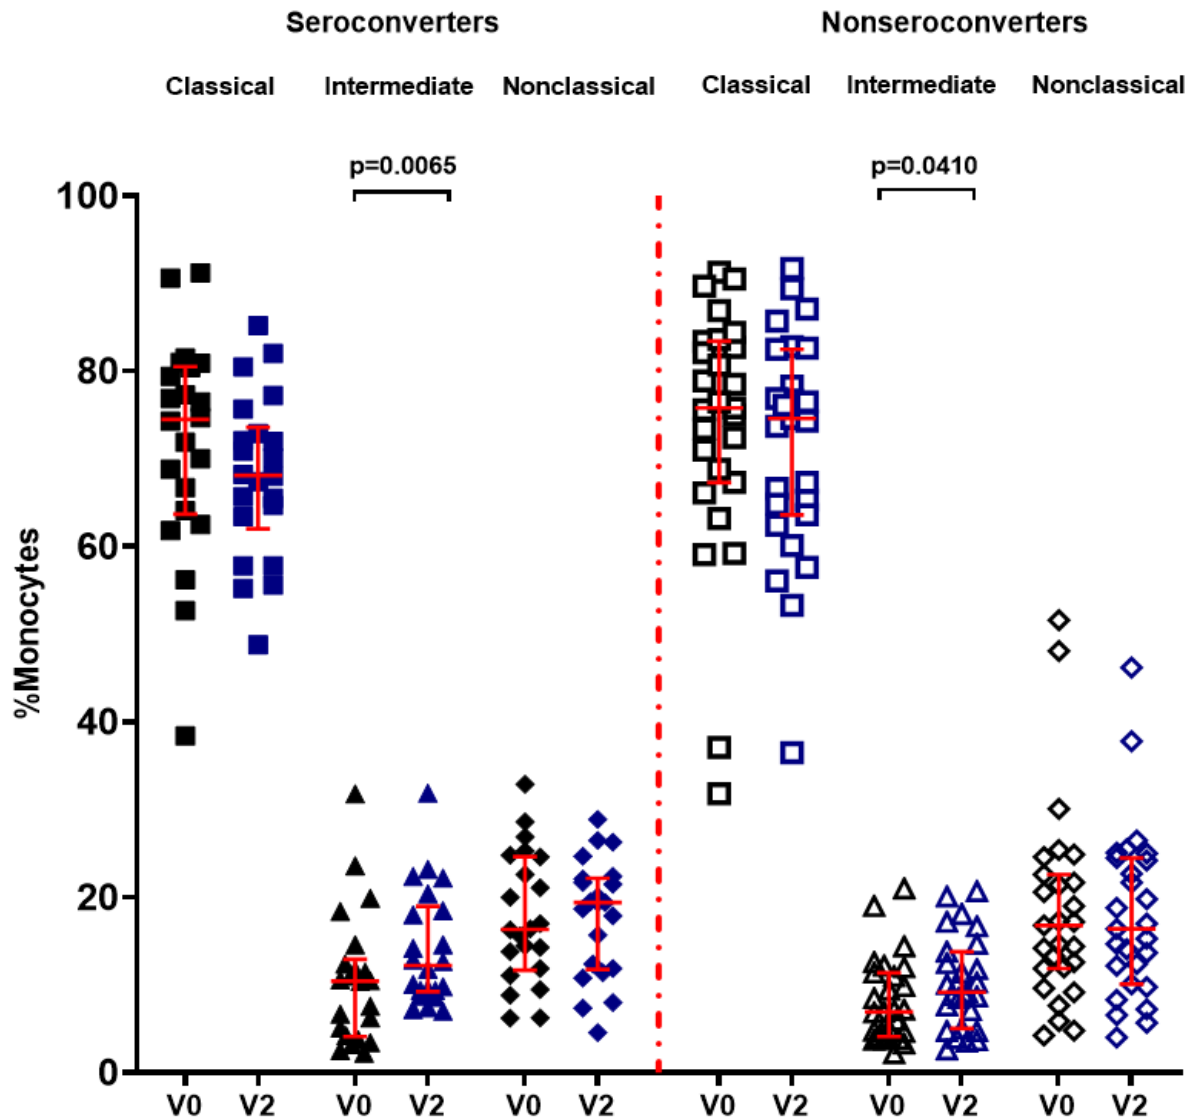 Seroconverters Nonseroconverters
Classical Intermediate Nonclassical Classical Intermediate Nonclassical
p=0.0065 p=0.0410
100
80
60
40
20
0
%Monocytes
V0 V2 V0 V2 V0 V2 V0 V2 V0 V2 V0 V2